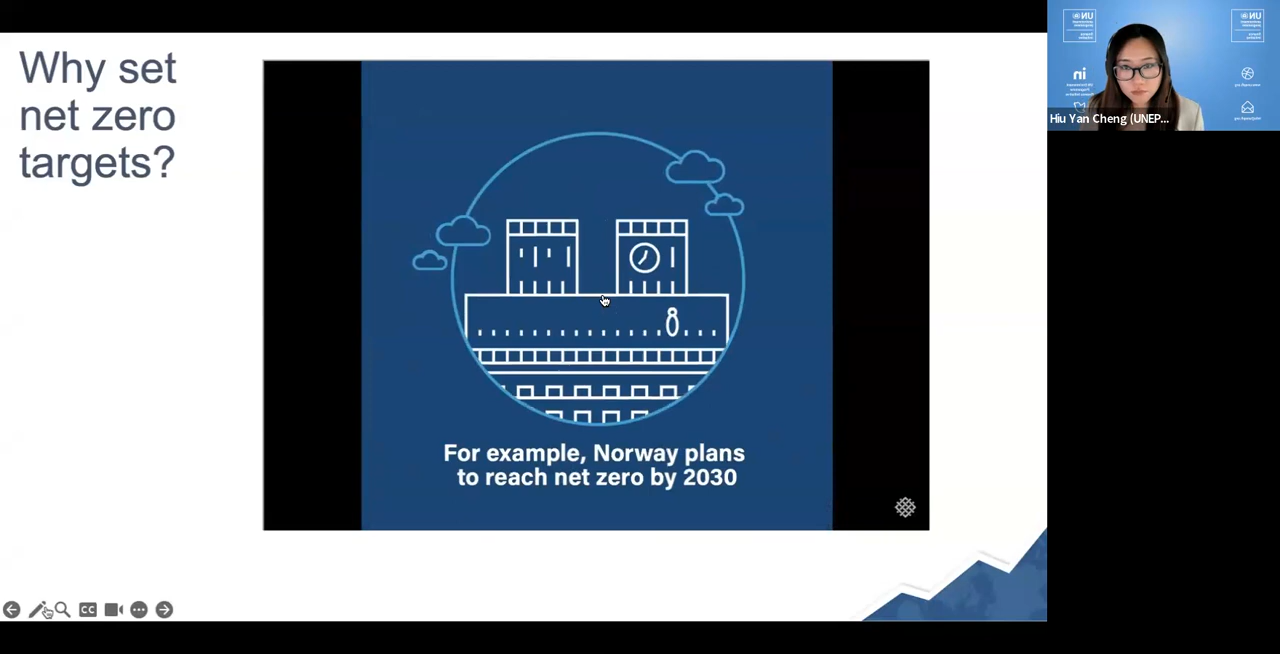 Why set
net zero
targets?
For example, Norway plans
to reach net zero by 2030
Hiu Yan Cheng (UNEP...
CC